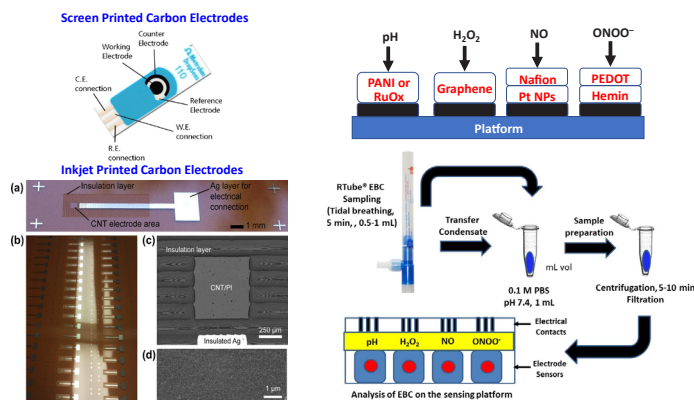 Screen Printed Carbon Electrodes
Counter
Electrode
Working
Electrode
C.E.
connection
Reference
Electrode
W.E.
connection
R.E.
connection
110
Inkjet Printed Carbon Electrodes
(a)
Insulation layer
Ag layer for
electrical
connection
CNT electrode area
1 mm
(b)
(c)
Insulation layer
CNT/PI
Insulated Ag
250 µm
(d)
1 µm
pH
H₂O₂
NO
ONOO⁻
PANI or
RuOx
Graphene
Nafion
Pt NPs
PEDOT
Hemin
Platform
RTube® EBC
Sampling
(Tidal breathing,
5 min, , 0.5-1 mL)
Transfer
Condensate
Sample
preparation
mL vol
0.1 M PBS
pH 7.4, 1 mL
Centrifugation, 5-10 min
Filtration
Electrical
Contacts
pH
H₂O₂
NO
ONOO⁻
Electrode
Sensors
Analysis of EBC on the sensing platform